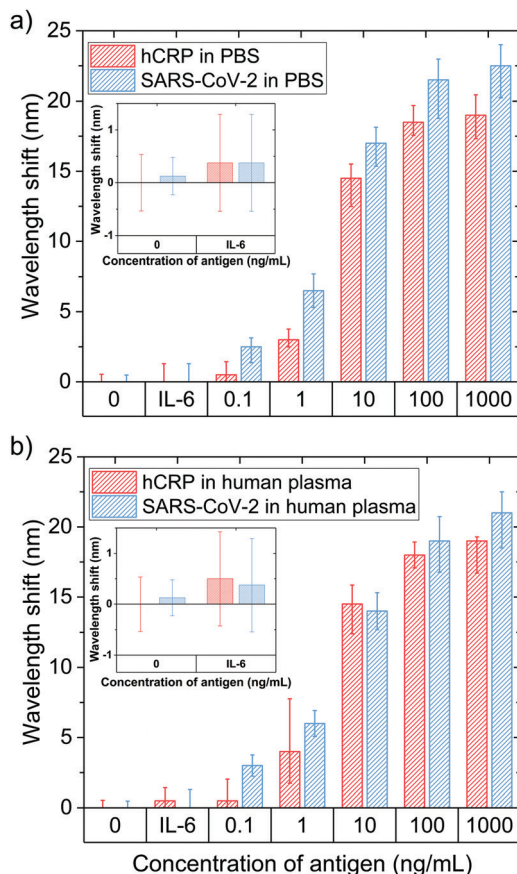 a)
25
20
15
10
5
0
Wavelength shift (nm)
hCRP in PBS
SARS-CoV-2 in PBS
Wavelength shift (nm)
1
0
-1
0 IL-6
Concentration of antigen (ng/mL)
0 IL-6 0.1 1 10 100 1000
b)
25
20
15
10
5
0
Wavelength shift (nm)
hCRP in human plasma
SARS-CoV-2 in human plasma
Wavelength shift (nm)
1
0
-1
0 IL-6
Concentration of antigen (ng/mL)
0 IL-6 0.1 1 10 100 1000
Concentration of antigen (ng/mL)